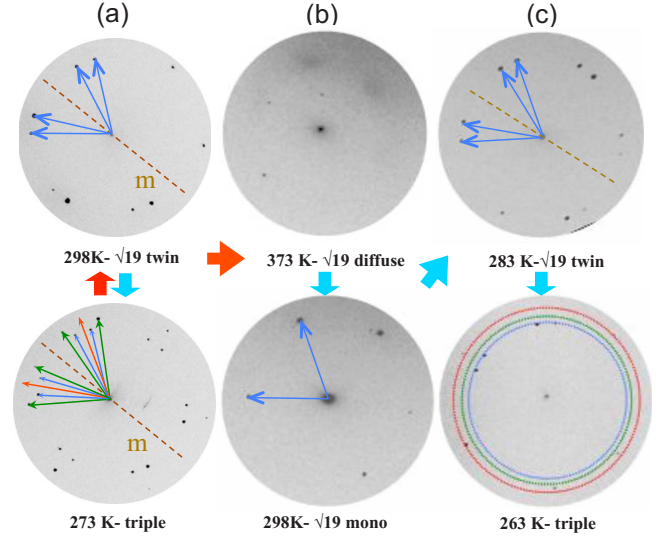 (a)
(b)
(c)
m
298K- √19 twin
373 K- √19 diffuse
283 K-√19 twin
m
273 K- triple
298K- √19 mono
263 K- triple